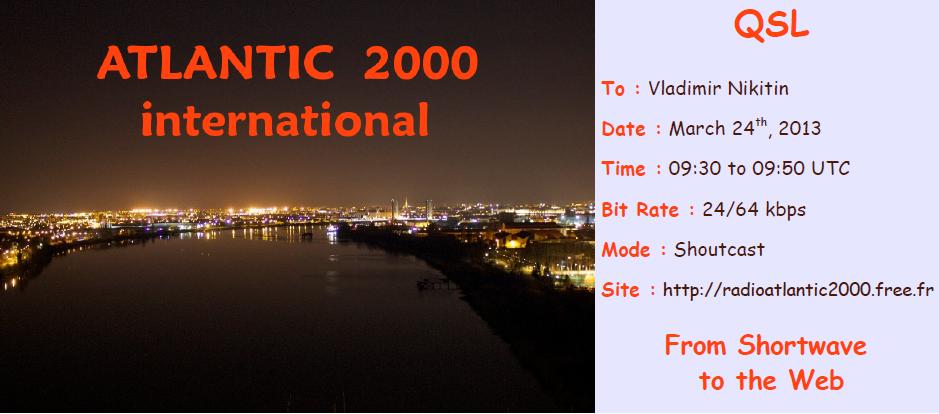 ATLANTIC 2000
international
QSL
To : Vladimir Nikitin
Date : March 24th, 2013
Time : 09:30 to 09:50 UTC
Bit Rate : 24/64 kbps
Mode : Shoutcast
Site : http://radioatlantic2000.free.fr
From Shortwave
to the Web